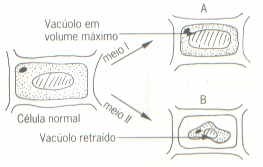 Vacúolo em
volume máximo
A
meio I
Célula normal
meio II
B
Vacúolo retraído